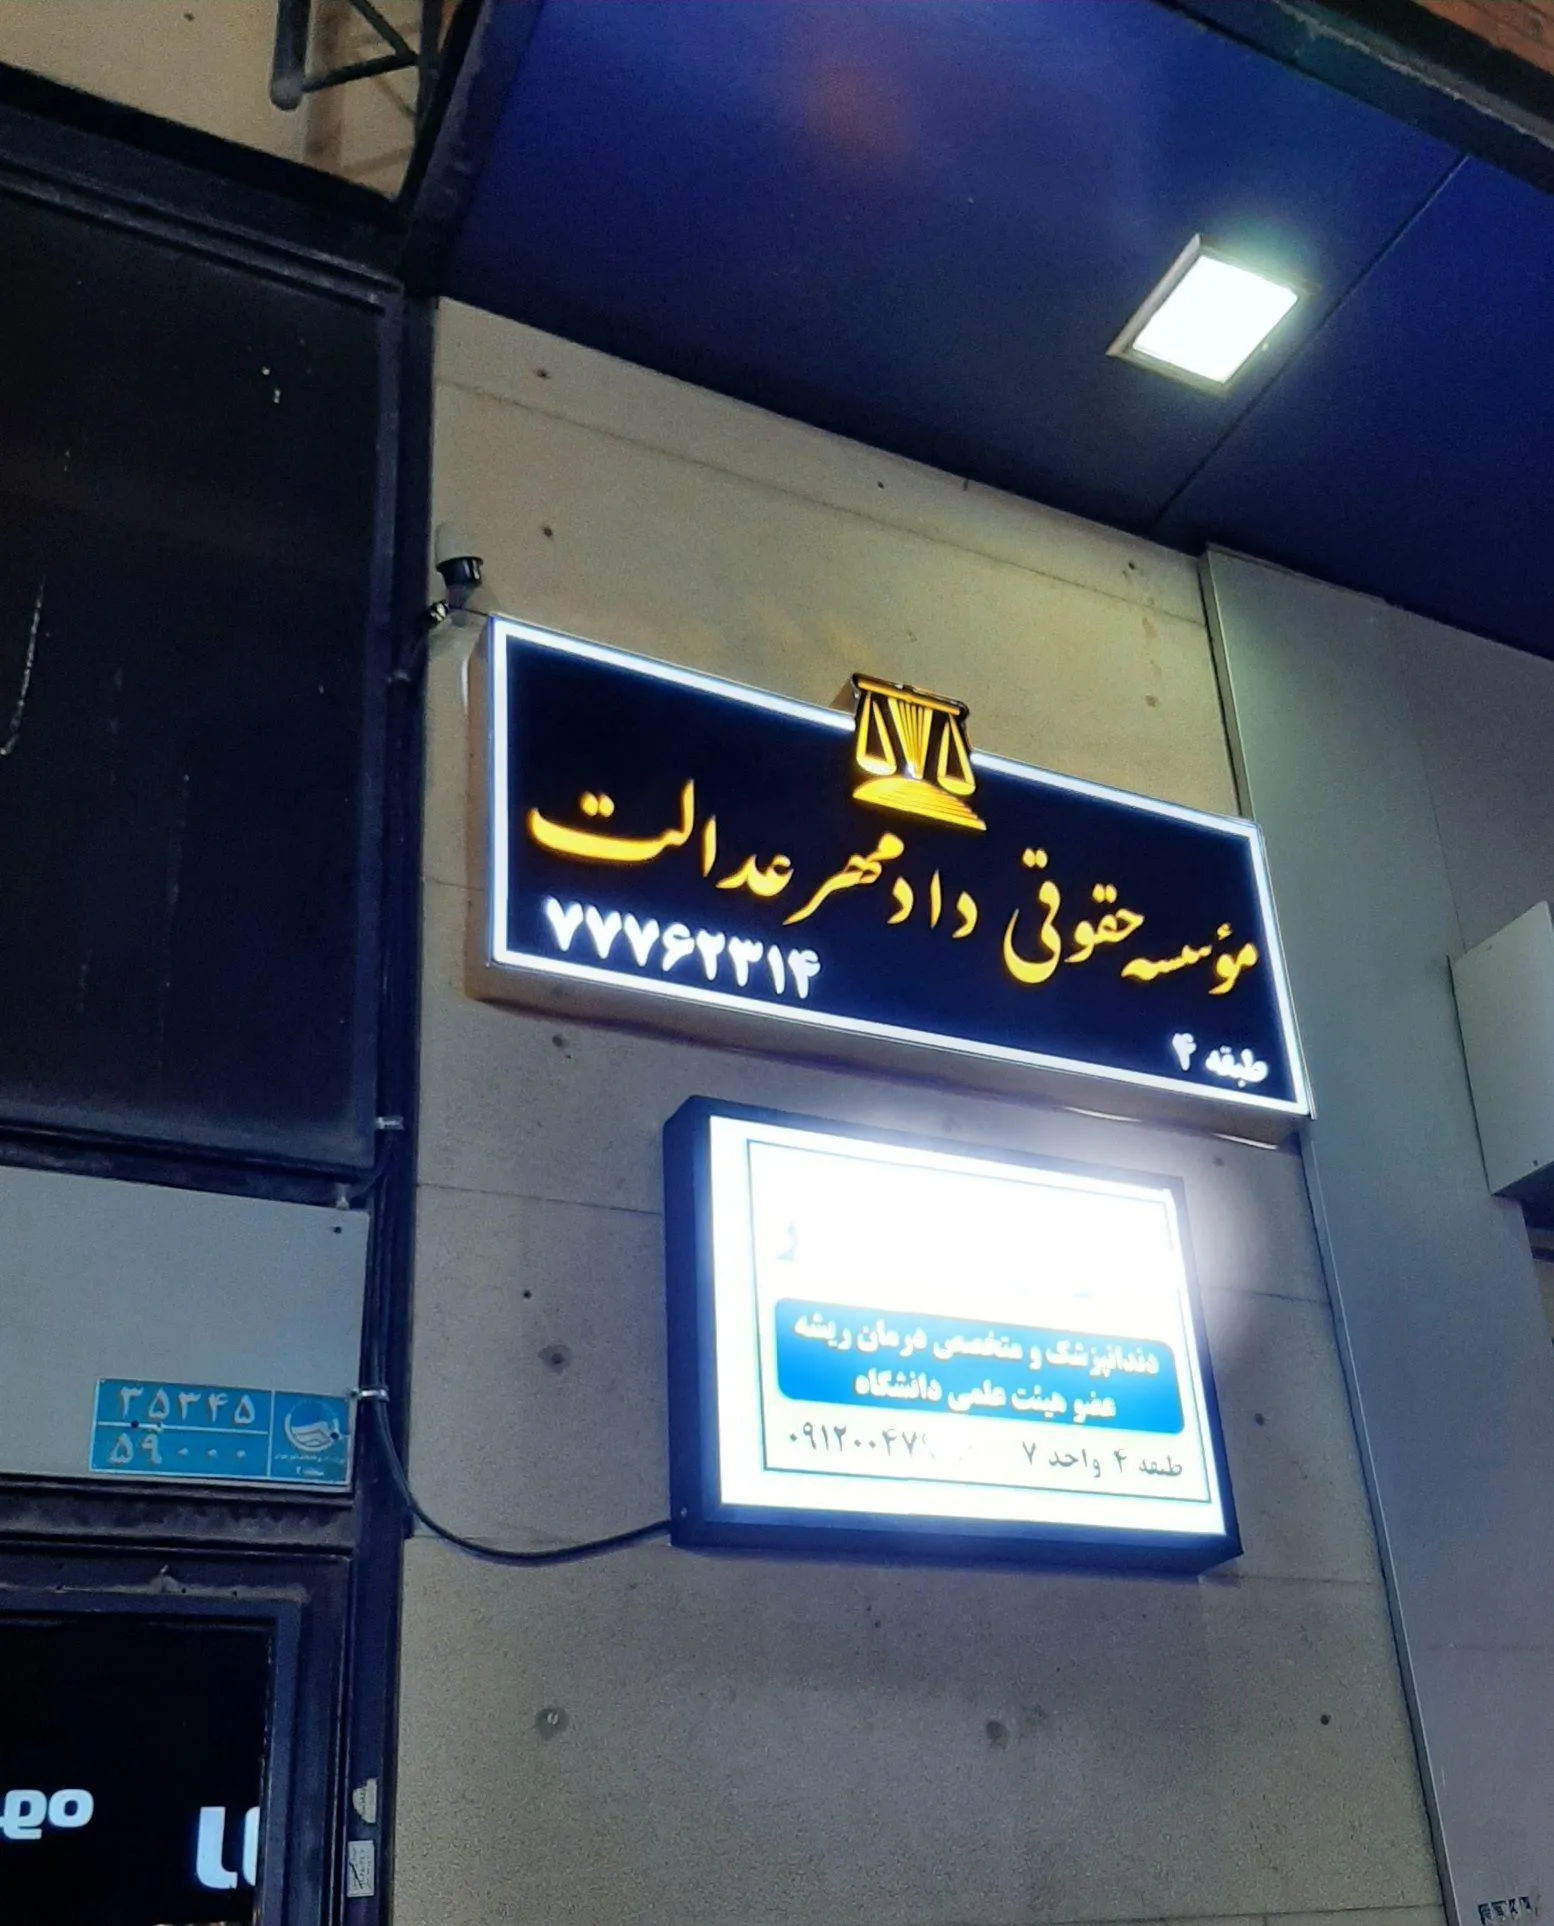 مؤسسه حقوقی دادمهر عدالت
۷۷۷۶۲۳۱۴
طبقه ۴
دندانپزشک و متخصص درمان ریشه
عضو هیئت علمی دانشگاه
طبقه ۴ واحد ۷
۳۵۳۴۵
۵۹۰۰۰